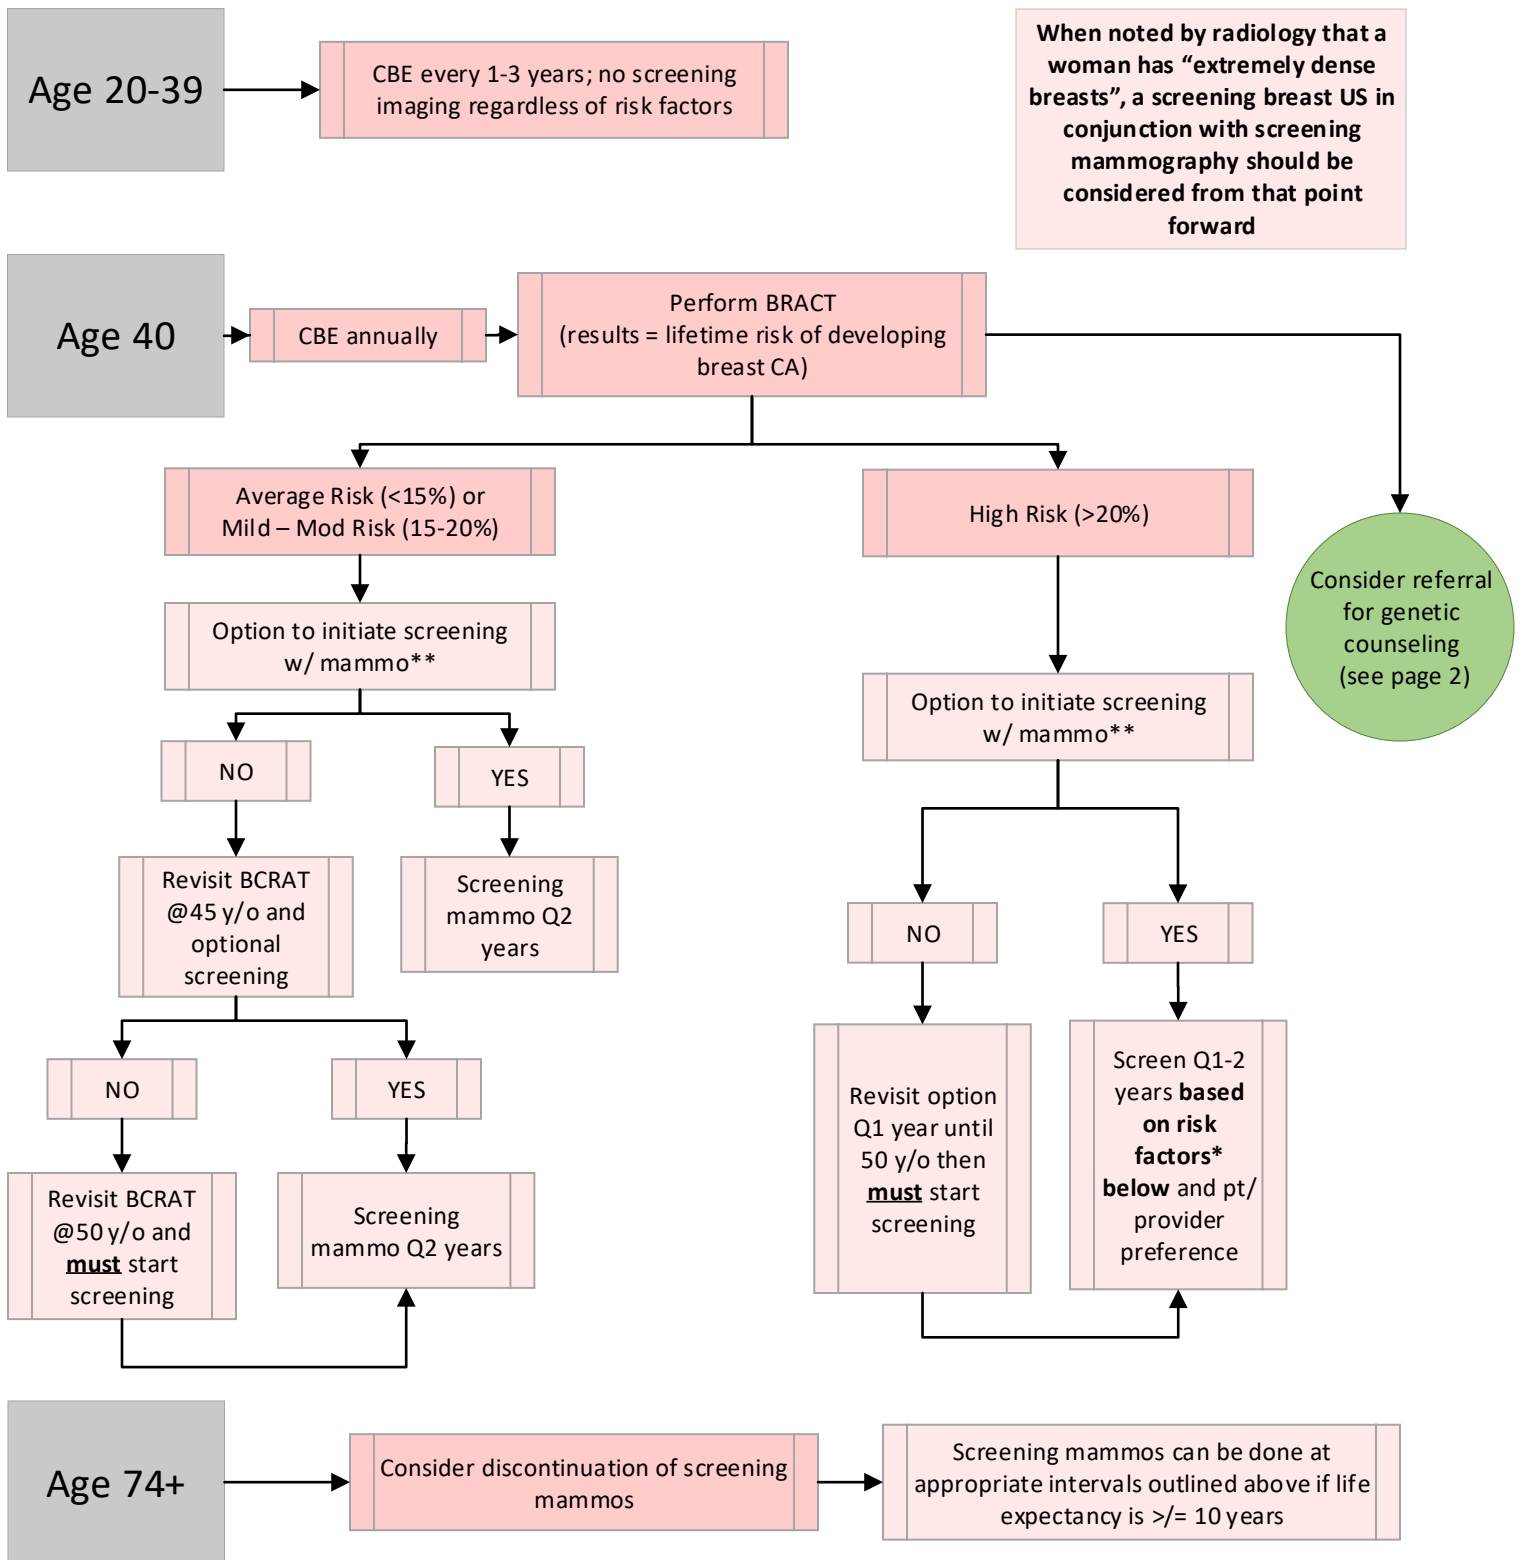 Age 20-39
CBE every 1-3 years; no screening
imaging regardless of risk factors
When noted by radiology that a
woman has “extremely dense
breasts”, a screening breast US in
conjunction with screening
mammography should be
considered from that point
forward
Age 40
CBE annually
Perform BRACT
(results = lifetime risk of developing
breast CA)
Average Risk (<15%) or
Mild – Mod Risk (15-20%)
High Risk (>20%)
Consider referral
for genetic
counseling
(see page 2)
Option to initiate screening
w/ mammo**
NO
YES
Revisit BCRAT
@45 y/o and
optional
screening
Screening
mammo Q2
years
NO
YES
Revisit BCRAT
@50 y/o and
must start
screening
Screening
mammo Q2 years
Option to initiate screening
w/ mammo**
NO
YES
Revisit option
Q1 year until
50 y/o then
must start
screening
Screen Q1-2
years based
on risk
factors*
below and pt/
provider
preference
Age 74+
Consider discontinuation of screening
mammos
Screening mammos can be done at
appropriate intervals outlined above if life
expectancy is >/= 10 years